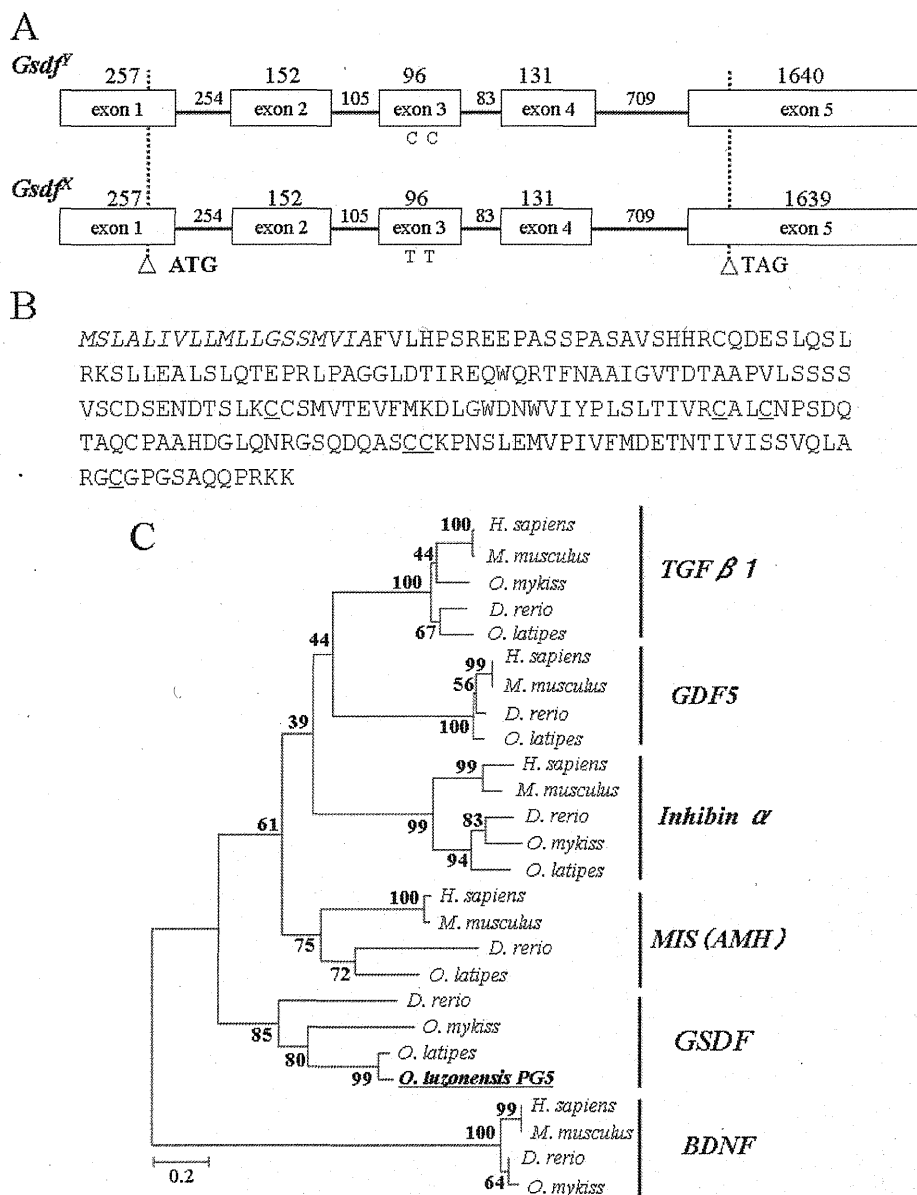 A
Gsdf^Y
257 152 96 131 1640
254 105 83 709
exon 1 exon 2 exon 3 exon 4 exon 5
C C
Gsdf^X
257 152 96 131 1639
254 105 83 709
exon 1 exon 2 exon 3 exon 4 exon 5
T T
△ ATG △TAG
B
MSLALIVLLMLLGSSMVIAFVLHPSREEPASSPASAVSHHRCQDESLQSL
RKSLLEALSLQTEPRLPAGGLDTIREQWQRTFNAAIGVTDTAAPVLSSSS
VSCDSENDTSLKCCSMVTEVFMKDLGWDNWVIYPLSLTIVRCALCNPSDQ
TAQCPAAHDGLQNRGSQDQASCCKPNSLEMVPIVFMDETNTIVISSVQLA
RGCGPGSAQQPRKK
C
100 H. sapiens
M. musculus
44
O. mykiss
100
D. rerio
67 O. latipes
TGF β 1
44
H. sapiens
99
M. musculus
56
D. rerio
100 O. latipes
GDF5
39
H. sapiens
99
M. musculus
99
D. rerio
83
O. mykiss
94
O. latipes
Inhibin α
61
100 H. sapiens
M. musculus
75
D. rerio
72
O. latipes
MIS (AMH)
D. rerio
85
O. mykiss
80
O. latipes
99 O. luzonensis PG5
GSDF
99 H. sapiens
M. musculus
100
D. rerio
64 O. mykiss
BDNF
0.2